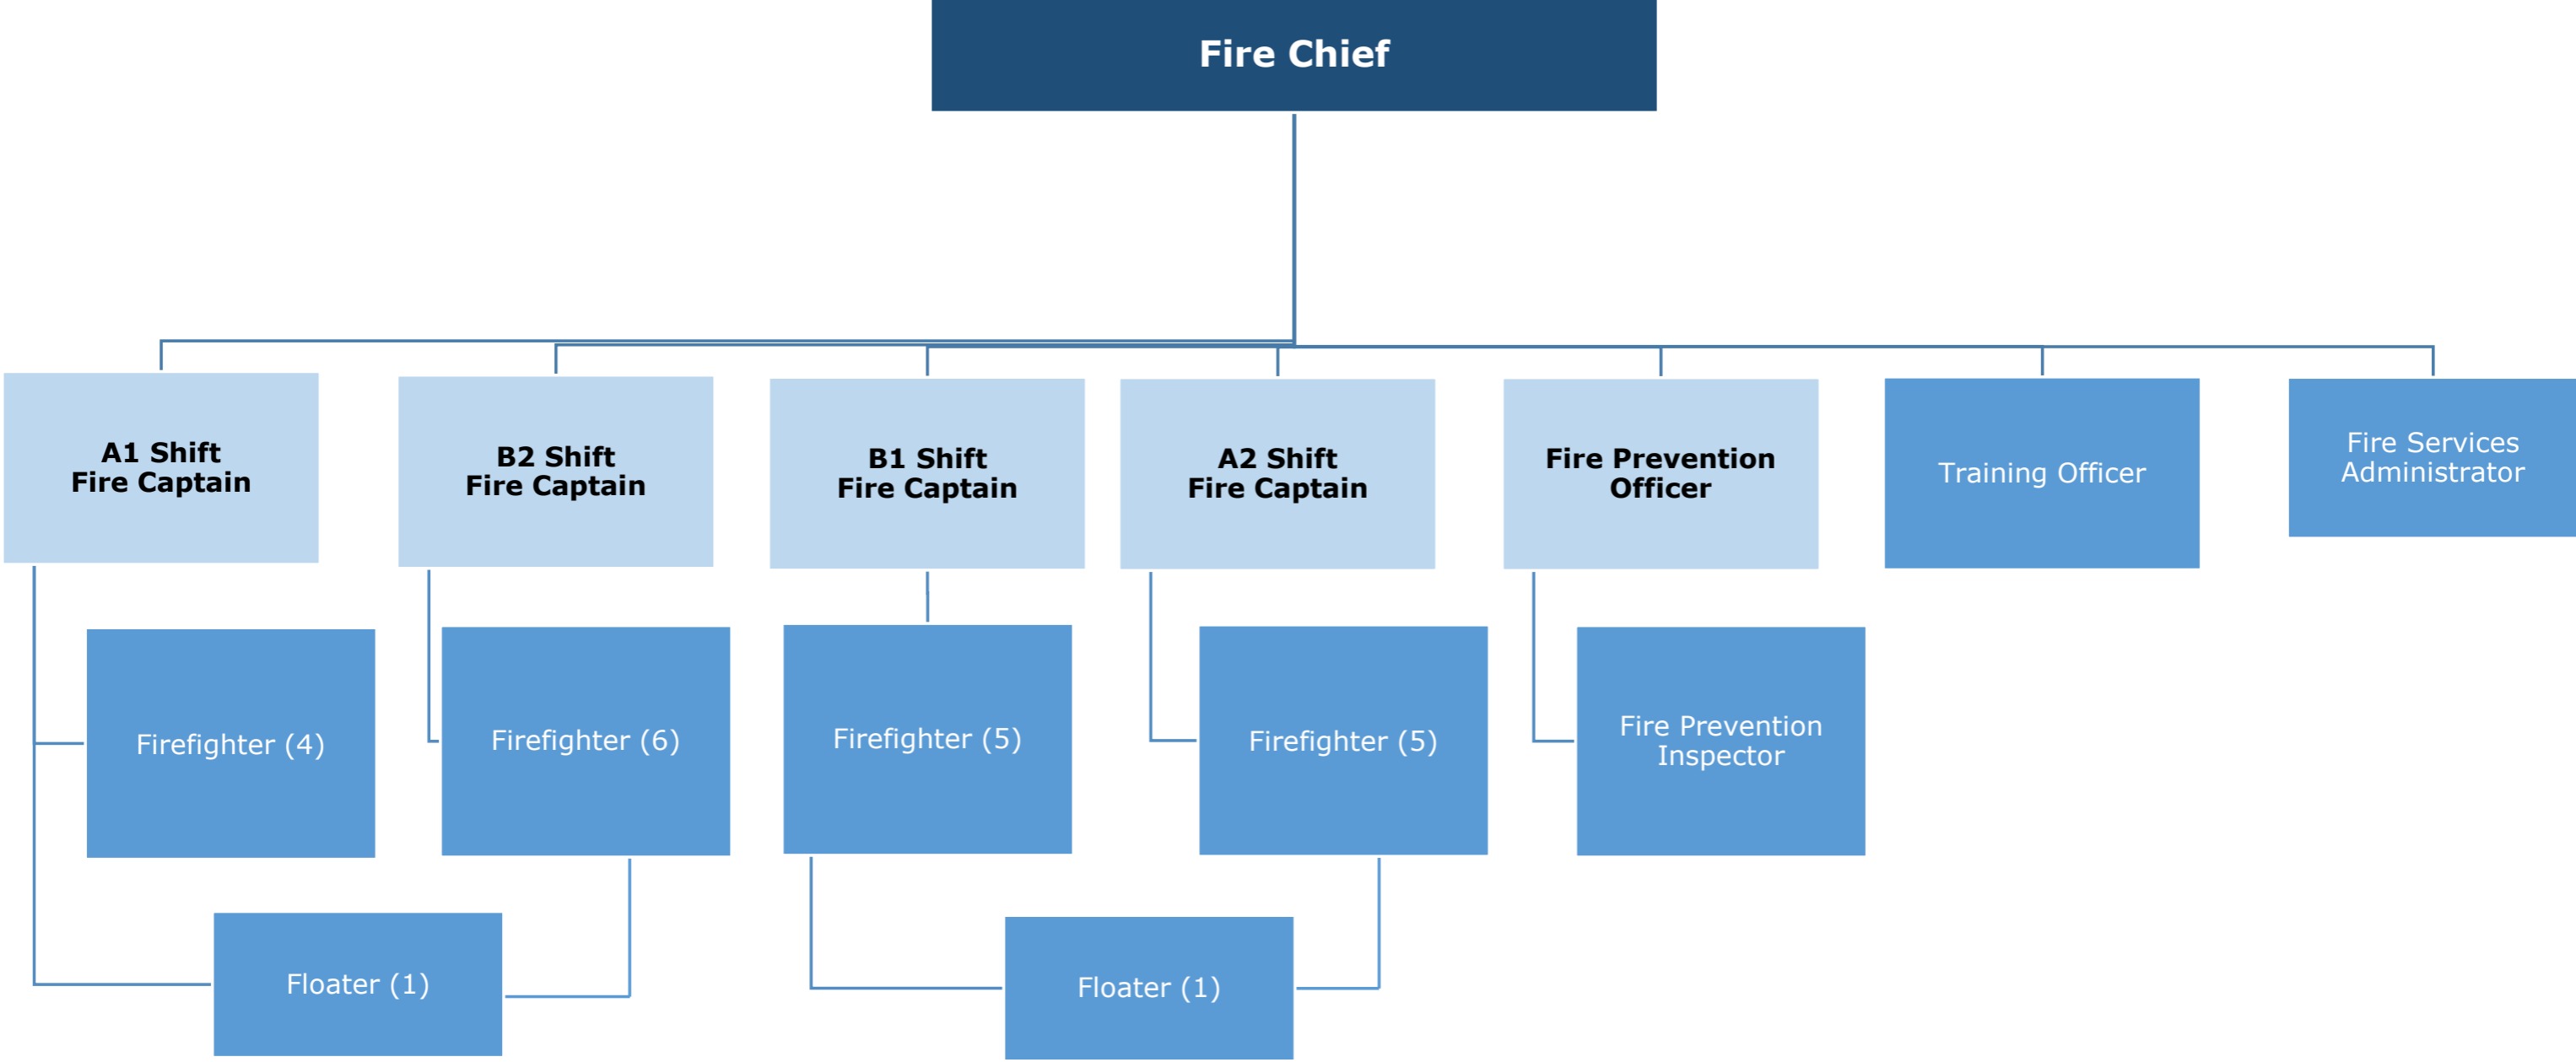 Fire Chief
A1 Shift
Fire Captain
B2 Shift
Fire Captain
B1 Shift
Fire Captain
A2 Shift
Fire Captain
Fire Prevention
Officer
Training Officer
Fire Services
Administrator
Firefighter (4)
Firefighter (6)
Firefighter (5)
Firefighter (5)
Fire Prevention
Inspector
Floater (1)
Floater (1)